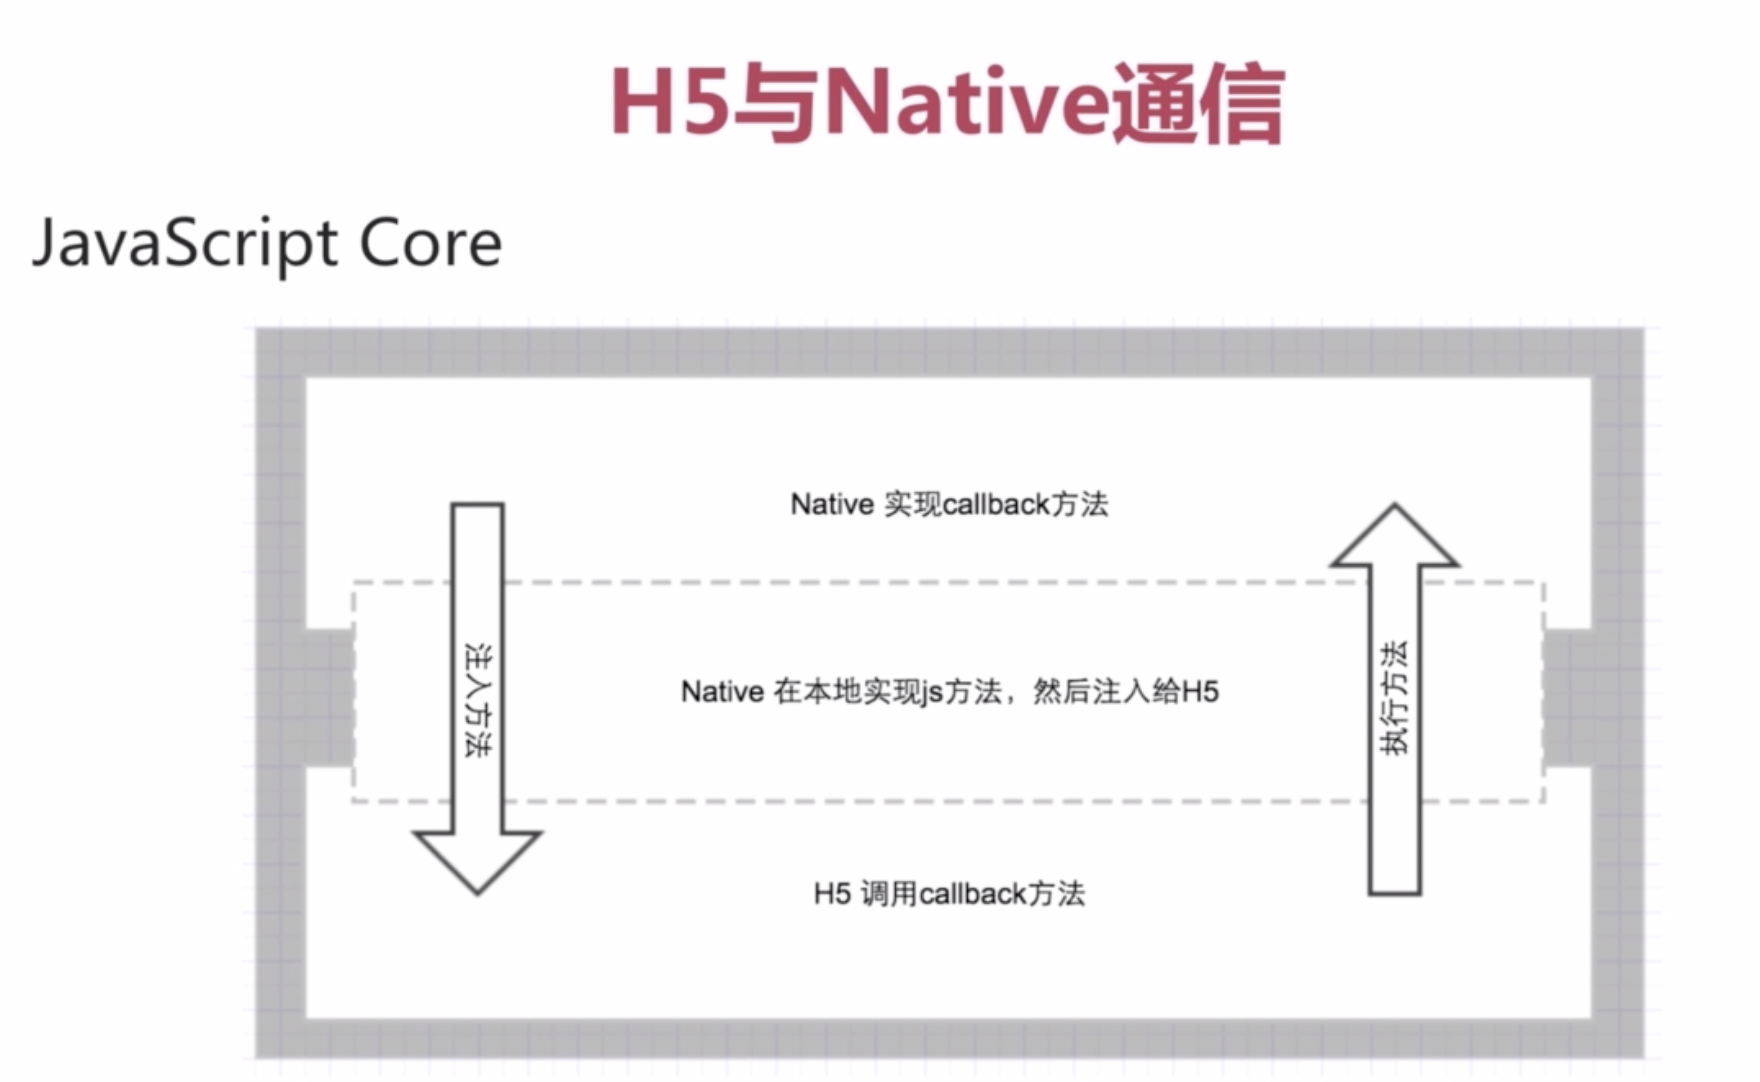 H5与Native通信
JavaScript Core
Native 实现callback方法
注入方法
Native 在本地实现js方法，然后注入给H5
执行方法
H5 调用callback方法